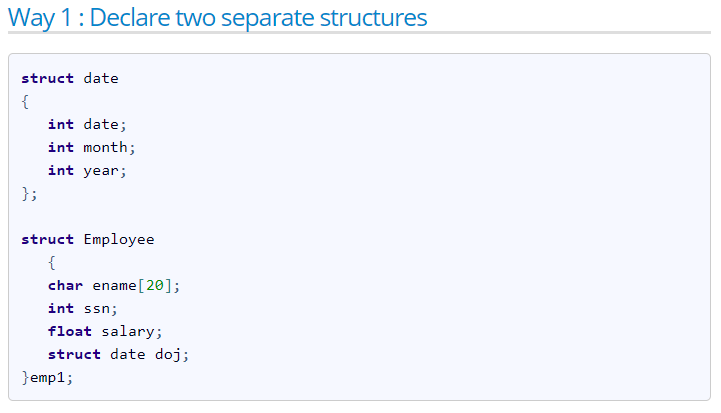 Way 1 : Declare two separate structures
struct date
{
int date;
int month;
int year;
};
struct Employee
{
char ename[20];
int ssn;
float salary;
struct date doj;
}emp1;